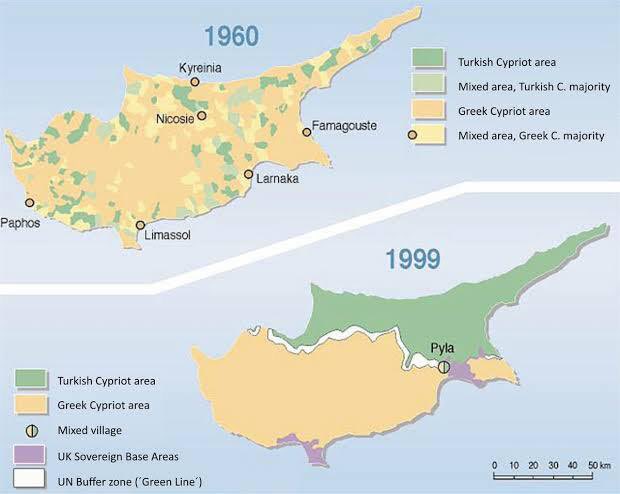 1960
Turkish Cypriot area
Mixed area, Turkish C. majority
Greek Cypriot area
Mixed area, Greek C. majority
Kyreinia
Nicosie
Famagouste
Larnaka
Paphos
Limassol
1999
Pyla
Turkish Cypriot area
Greek Cypriot area
Mixed village
UK Sovereign Base Areas
UN Buffer zone (´Green Line´)
0 10 20 30 40 50 km